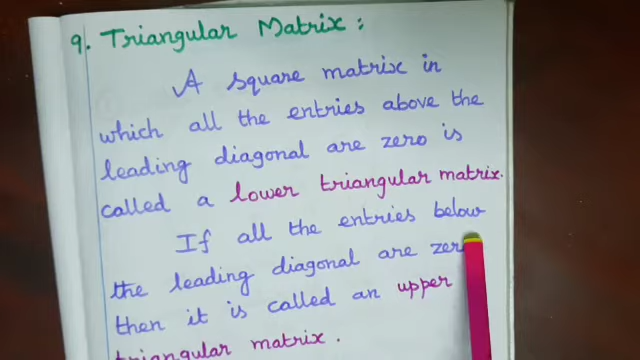 9. Triangular Matrix :
A square matrix in
which all the entries above the
leading diagonal are zero is
called a lower triangular matrix.
If all the entries below
the leading diagonal are zero
then it is called an upper
triangular matrix.